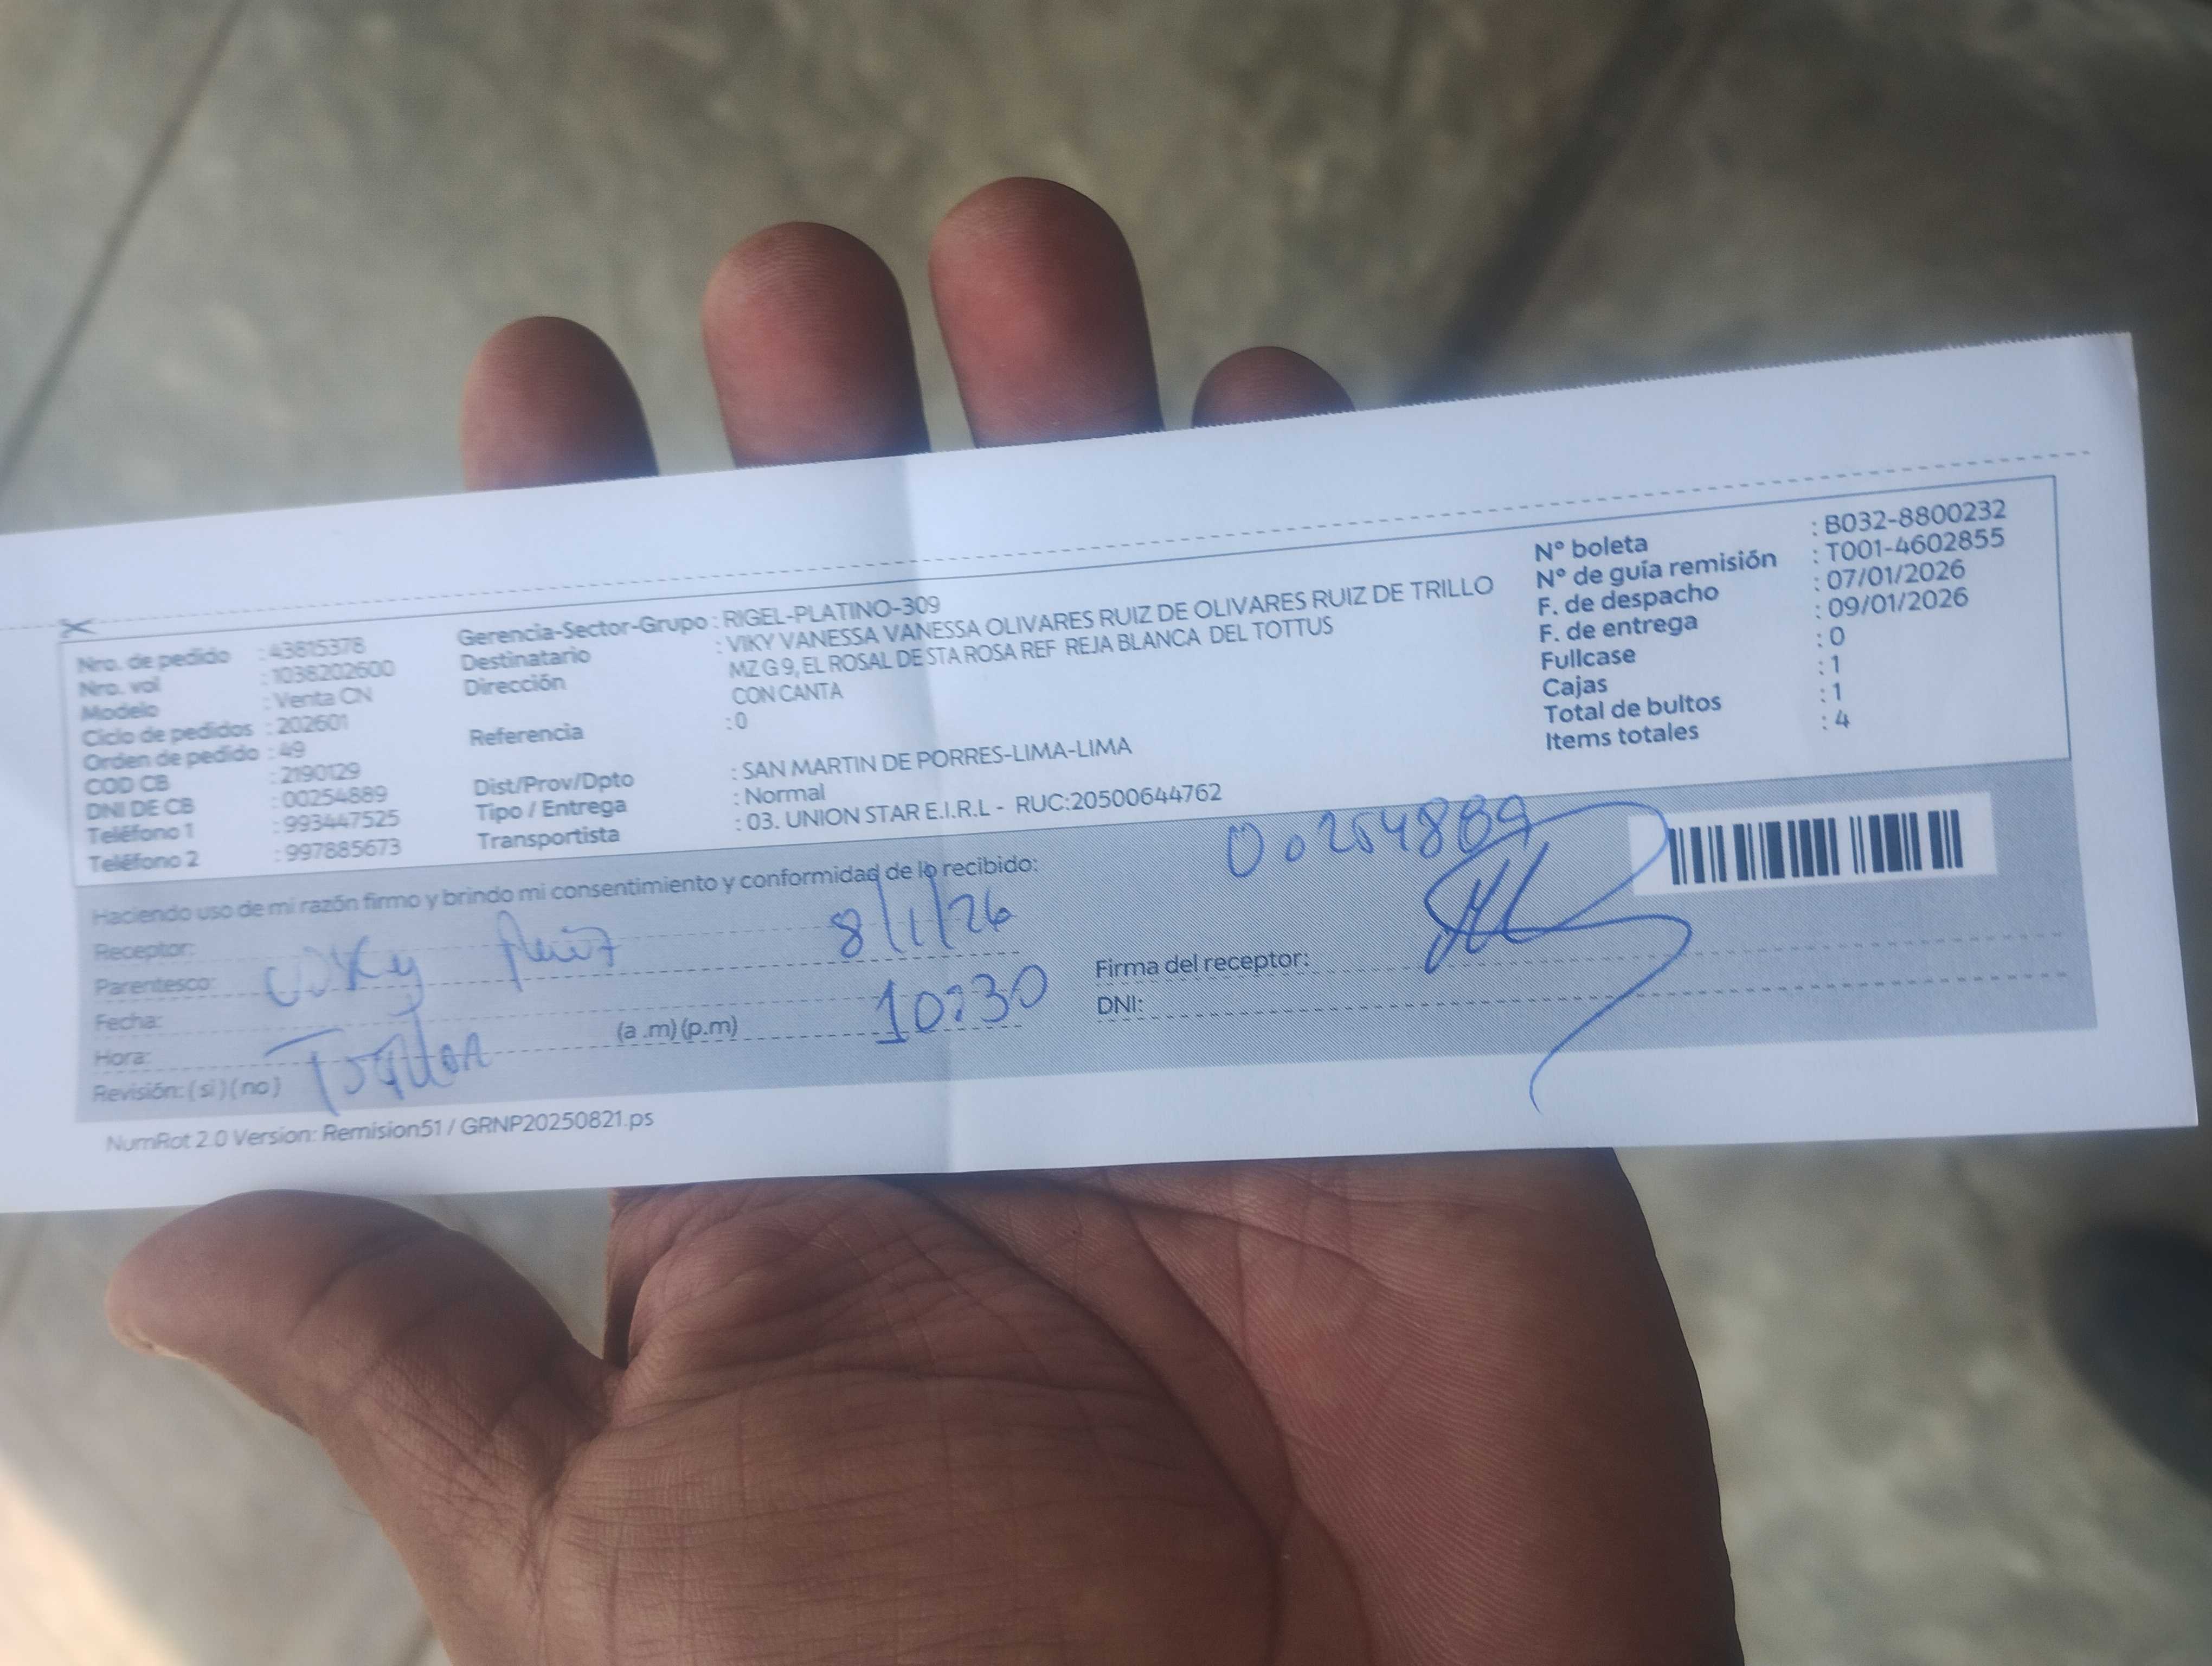 Nro. de pedido : 43815378
Nro. vol : 1038202600
Modelo : Venta CN
Ciclo de pedidos : 202601
Orden de pedido : 49
COD CB : 2190129
DNI DE CB : 00254889
Teléfono 1 : 993447525
Teléfono 2 : 997885673
Gerencia-Sector-Grupo : RIGEL-PLATINO-309
Destinatario : VIKY VANESSA VANESSA OLIVARES RUIZ DE OLIVARES RUIZ DE TRILLO
Dirección MZ G 9, EL ROSAL DE STA ROSA REF REJA BLANCA DEL TOTTUS
CON CANTA
Referencia : 0
Dist/Prov/Dpto : SAN MARTIN DE PORRES-LIMA-LIMA
Tipo / Entrega : Normal
Transportista : 03. UNION STAR E.I.R.L - RUC:20500644762
N° boleta : B032-8800232
N° de guía remisión : T001-4602855
F. de despacho : 07/01/2026
F. de entrega : 09/01/2026
Fullcase : 0
Cajas : 1
Total de bultos : 1
Items totales : 4
Haciendo uso de mi razón firmo y brindo mi consentimiento y conformidad de lo recibido:
00254889
Receptor:
Parentesco: Ruiz 8/1/26
Fecha:
Hora: (a .m) (p.m) 10:30
Revisión: ( si ) ( no )
Firma del receptor:
DNI:
NumRot 2.0 Version: Remision51 / GRNP20250821.ps